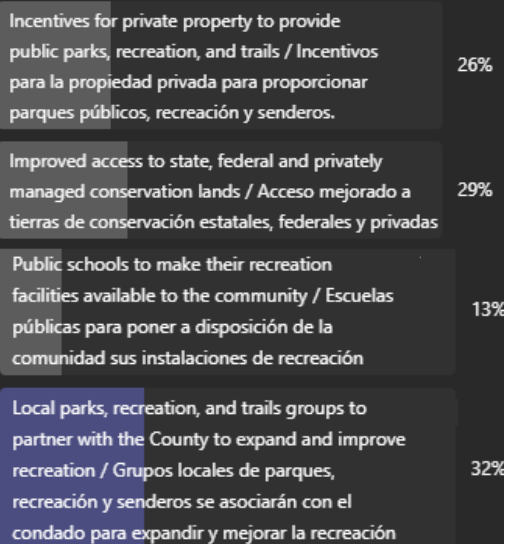 Incentives for private property to provide
public parks, recreation, and trails / Incentivos
para la propiedad privada para proporcionar
parques públicos, recreación y senderos.
26%
Improved access to state, federal and privately
managed conservation lands / Acceso mejorado a
tierras de conservación estatales, federales y privadas
29%
Public schools to make their recreation
facilities available to the community / Escuelas
públicas para poner a disposición de la
comunidad sus instalaciones de recreación
13%
Local parks, recreation, and trails groups to
partner with the County to expand and improve
recreation / Grupos locales de parques,
recreación y senderos se asociarán con el
condado para expandir y mejorar la recreación
32%